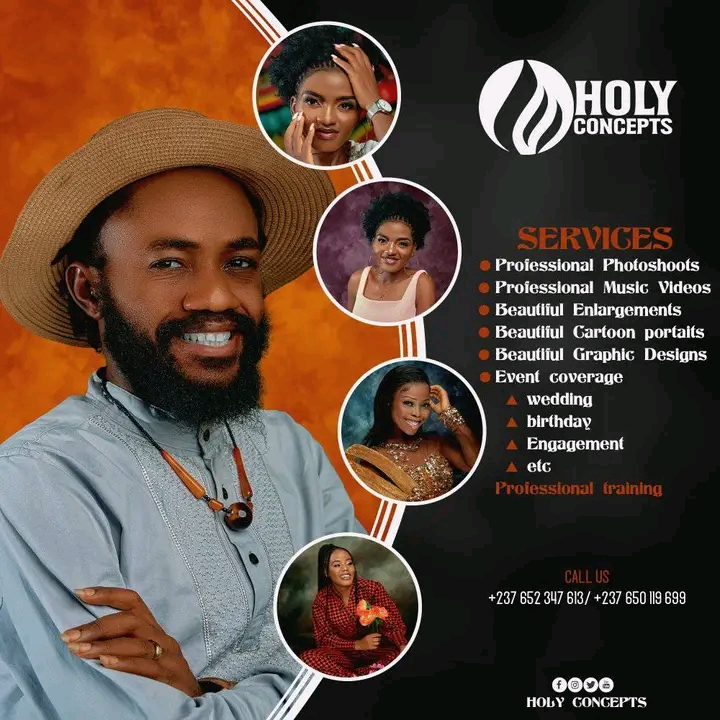 HOLY
CONCEPTS
SERVICES
Professional Photoshoots
Professional Music Videos
Beautiful Enlargements
Beautiful Cartoon portaits
Beautiful Graphic Designs
Event coverage
wedding
birthday
Engagement
etc
Professional training
CALL US
+237 652 347 613/ +237 650 119 699
HOLY CONCEPTS